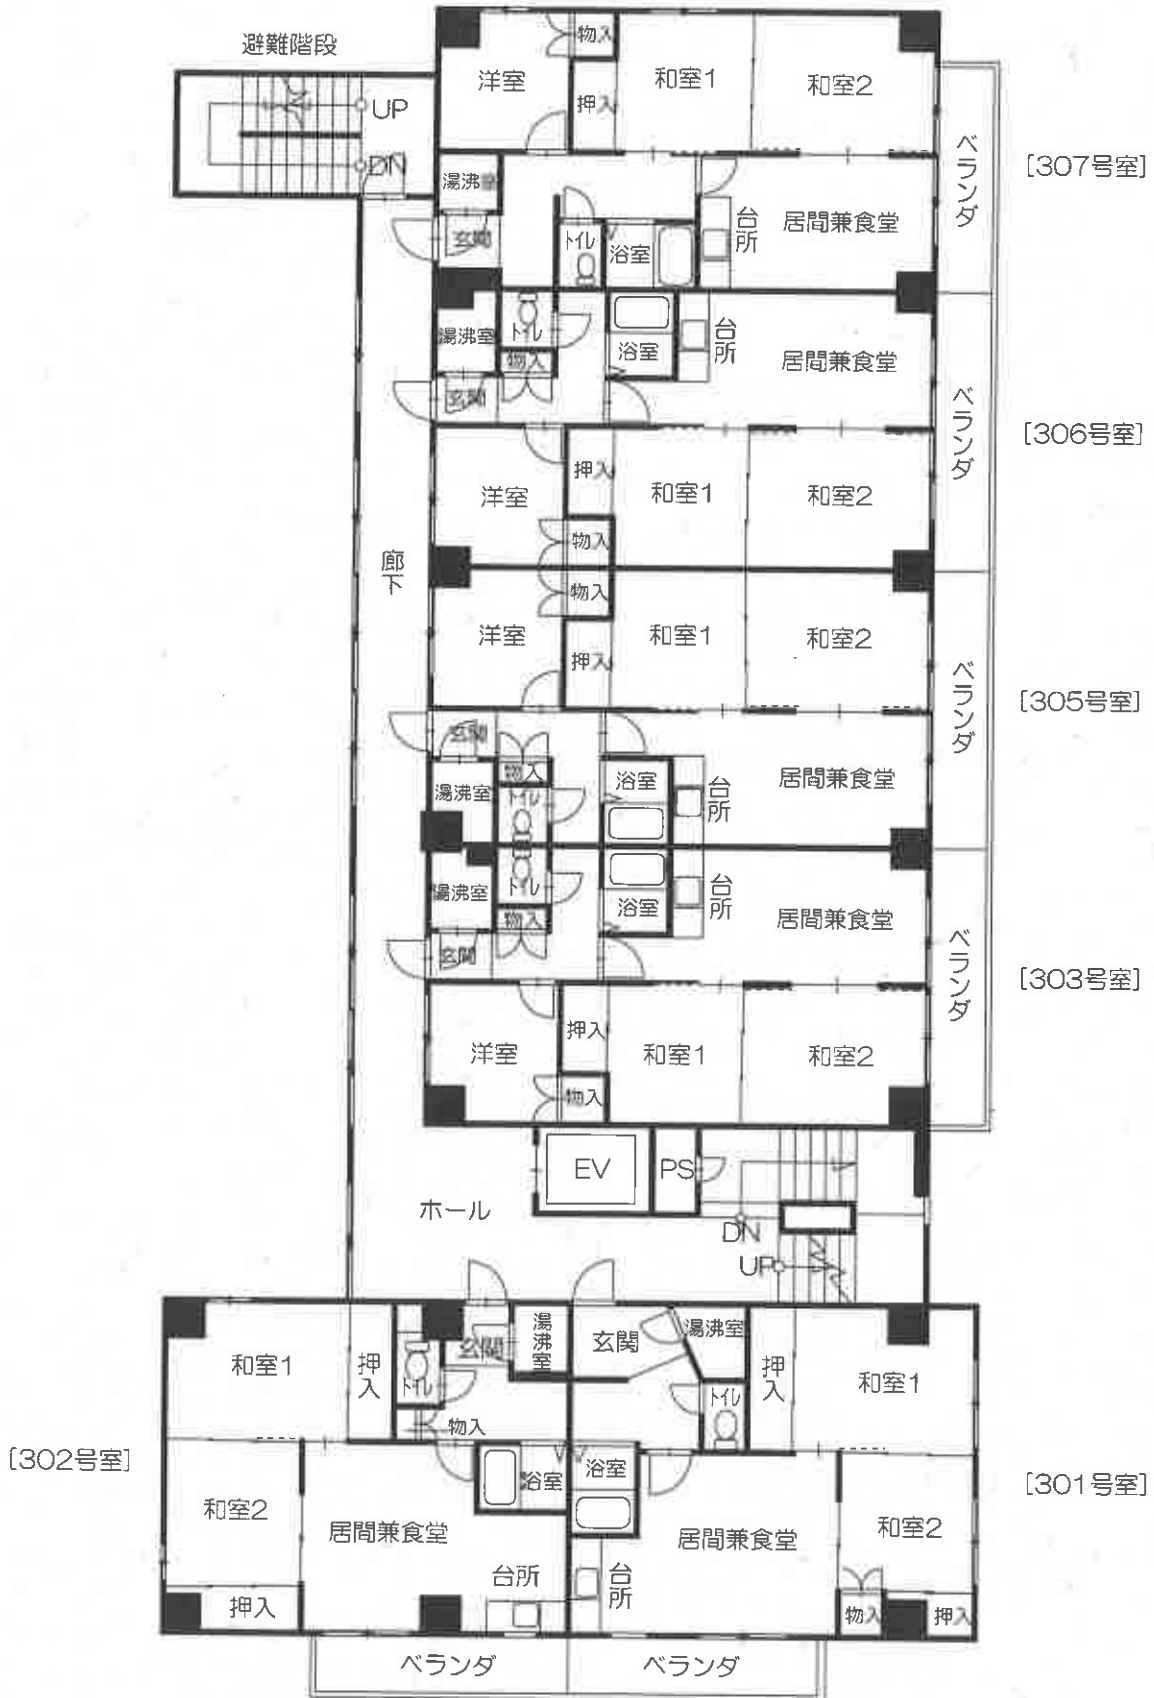 避難階段
UP
DN
物入
洋室
押入
和室1
和室2
ベランダ
[307号室]
湯沸室
玄関
トイレ
浴室
台所
居間兼食堂
湯沸室
トイレ
物入
玄関
浴室
台所
居間兼食堂
ベランダ
[306号室]
洋室
押入
物入
和室1
和室2
廊下
洋室
物入
押入
和室1
和室2
ベランダ
[305号室]
玄関
物入
湯沸室
トイレ
浴室
台所
居間兼食堂
湯沸室
トイレ
物入
玄関
浴室
台所
居間兼食堂
ベランダ
[303号室]
洋室
押入
物入
和室1
和室2
EV
PS
ホール
DN
UP
[302号室]
和室1
押入
トイレ
玄関
湯沸室
物入
浴室
和室2
居間兼食堂
台所
押入
ベランダ
玄関
湯沸室
トイレ
押入
和室1
[301号室]
浴室
居間兼食堂
和室2
台所
物入
押入
ベランダ